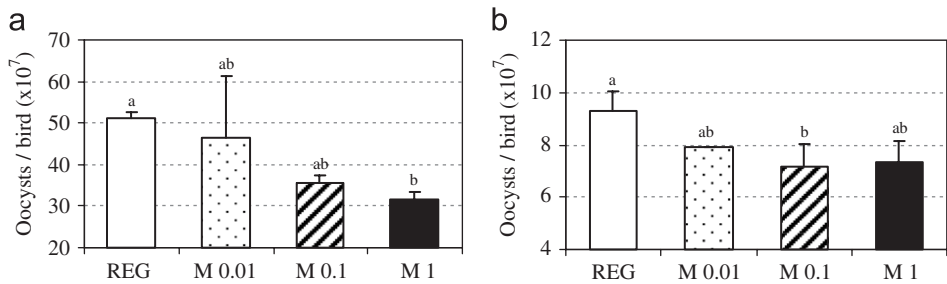 a
Oocysts / bird (x10⁷)
70
60
50
40
30
20
a
ab
ab
b
REG
M 0.01
M 0.1
M 1
b
Oocysts / bird (x10⁷)
12
10
8
6
4
a
ab
b
ab
REG
M 0.01
M 0.1
M 1